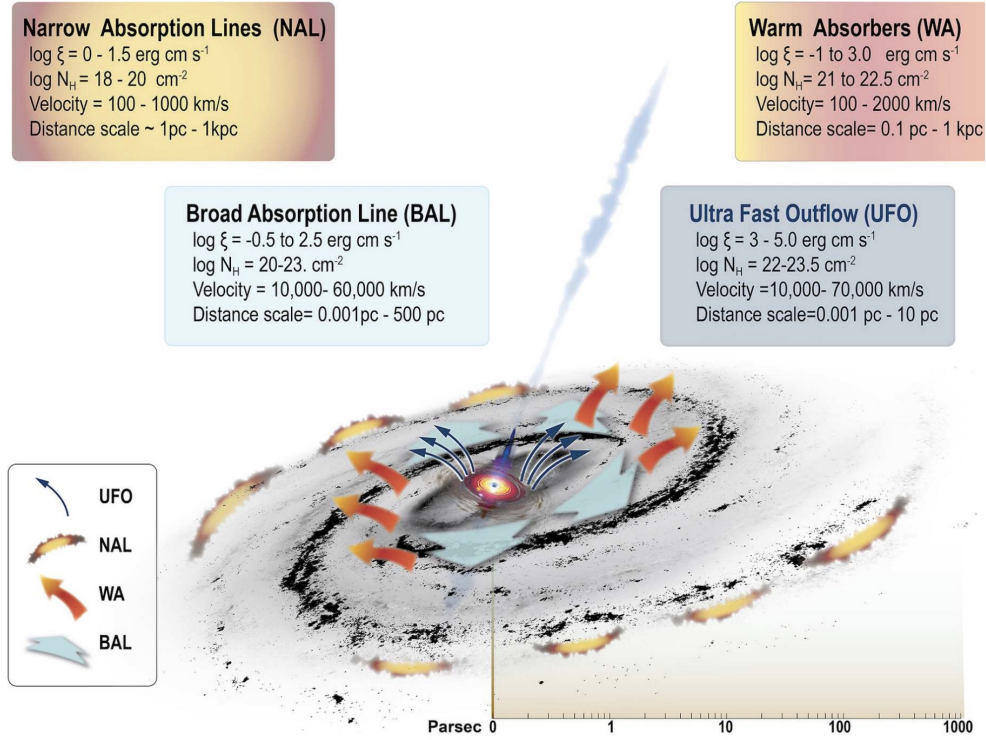 Narrow Absorption Lines (NAL)
log ξ = 0 - 1.5 erg cm s⁻¹
log N_H = 18 - 20 cm⁻²
Velocity = 100 - 1000 km/s
Distance scale ~ 1pc - 1kpc
Warm Absorbers (WA)
log ξ = -1 to 3.0 erg cm s⁻¹
log N_H= 21 to 22.5 cm⁻²
Velocity= 100 - 2000 km/s
Distance scale= 0.1 pc - 1 kpc
Broad Absorption Line (BAL)
log ξ = -0.5 to 2.5 erg cm s⁻¹
log N_H = 20-23. cm⁻²
Velocity = 10,000- 60,000 km/s
Distance scale= 0.001pc - 500 pc
Ultra Fast Outflow (UFO)
log ξ = 3 - 5.0 erg cm s⁻¹
log N_H = 22-23.5 cm⁻²
Velocity =10,000- 70,000 km/s
Distance scale=0.001 pc - 10 pc
UFO
NAL
WA
BAL
Parsec 0 1 10 100 1000